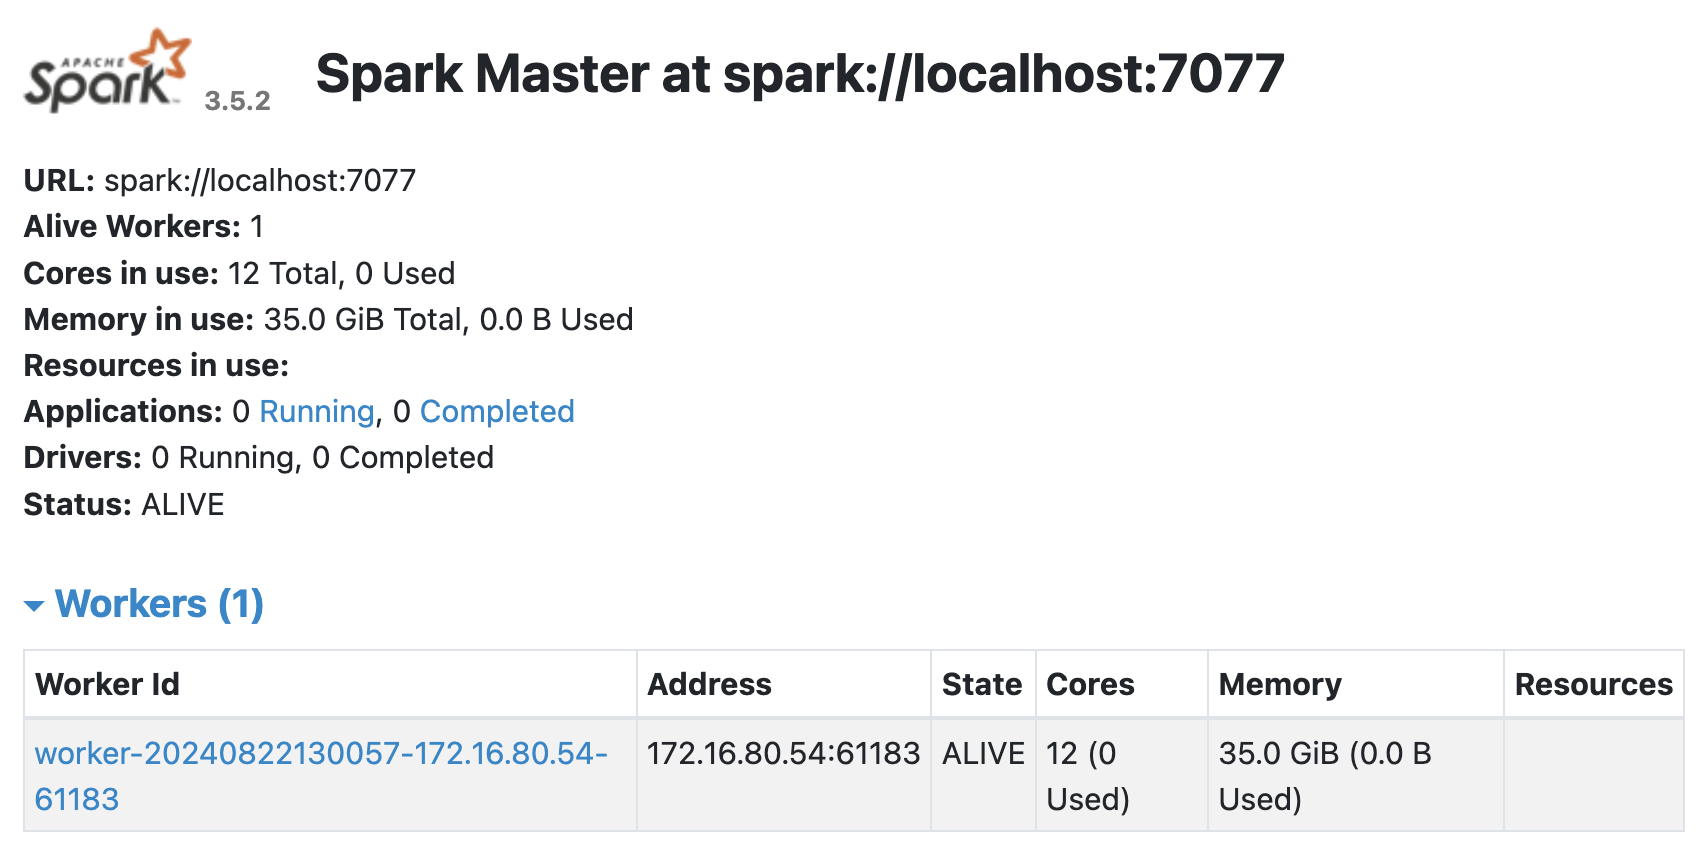 APACHE
Spark 3.5.2
Spark Master at spark://localhost:7077
URL: spark://localhost:7077
Alive Workers: 1
Cores in use: 12 Total, 0 Used
Memory in use: 35.0 GiB Total, 0.0 B Used
Resources in use:
Applications: 0 Running, 0 Completed
Drivers: 0 Running, 0 Completed
Status: ALIVE
Workers (1)
Worker Id Address State Cores Memory Resources
worker-20240822130057-172.16.80.54- 172.16.80.54:61183 ALIVE 12 (0 35.0 GiB (0.0 B
61183 Used) Used)